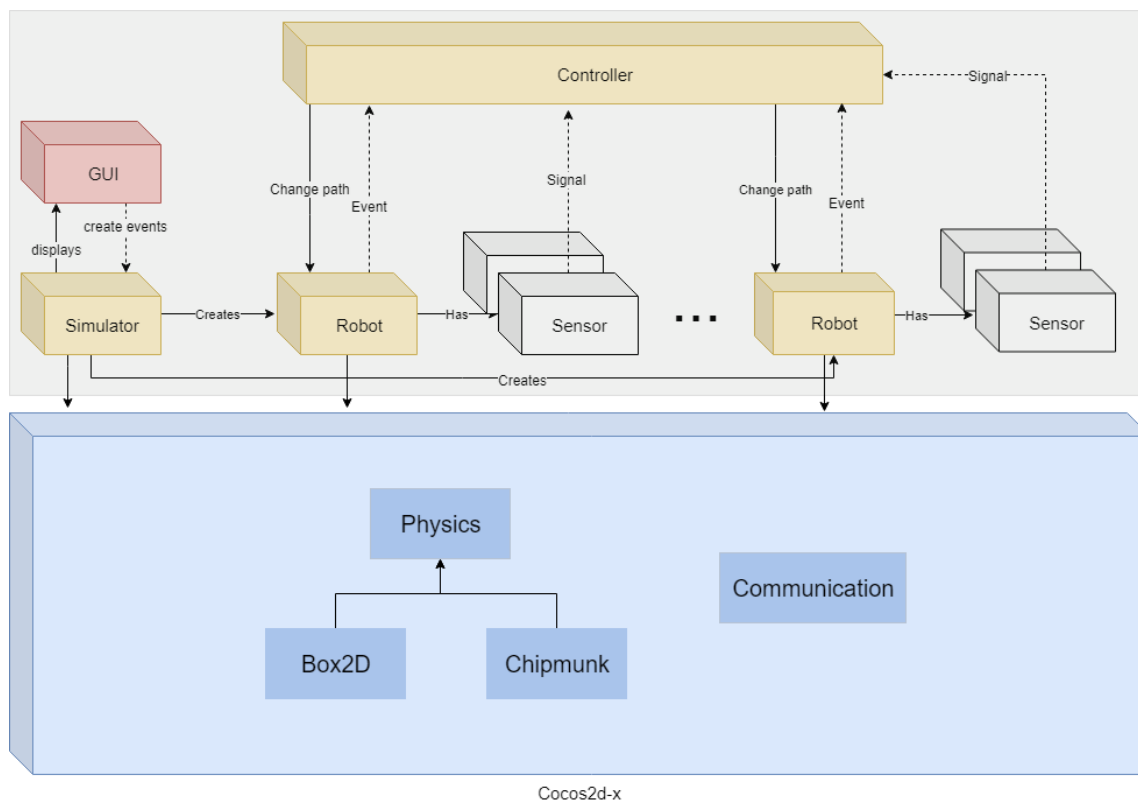 Controller
Signal
GUI
Change path
Event
Signal
Change path
Event
displays
create events
Simulator
Creates
Robot
Has
Sensor
...
Robot
Has
Sensor
Creates
Physics
Communication
Box2D
Chipmunk
Cocos2d-x